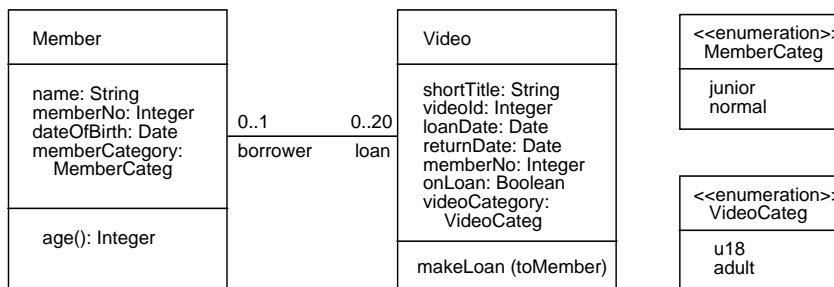 Member
name: String
memberNo: Integer
dateOfBirth: Date
memberCategory:
MemberCateg
age(): Integer
0..1
0..20
borrower
loan
Video
shortTitle: String
videoId: Integer
loanDate: Date
returnDate: Date
memberNo: Integer
onLoan: Boolean
videoCategory:
VideoCateg
makeLoan (toMember)
<<enumeration>>
MemberCateg
junior
normal
<<enumeration>>
VideoCateg
u18
adult